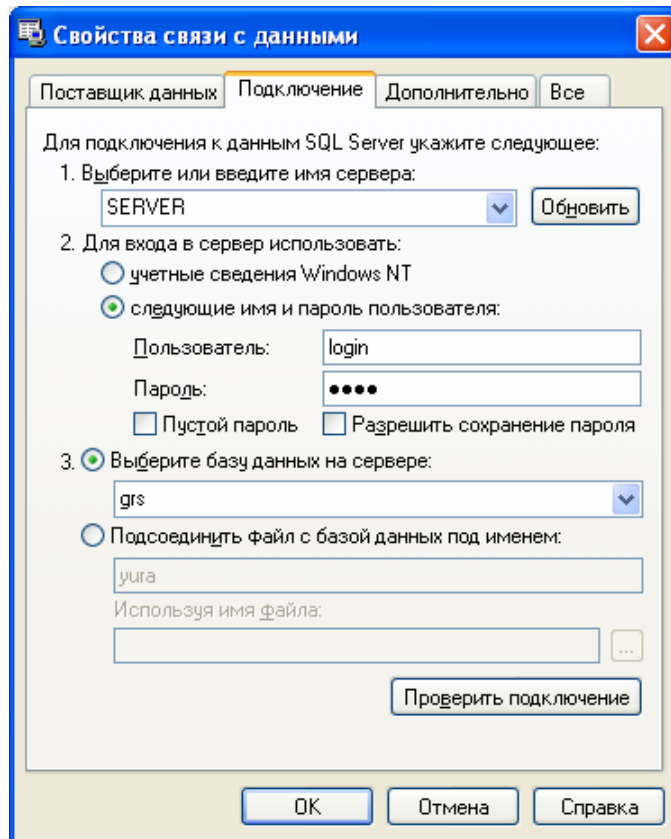 Свойства связи с данными
Поставщик данных Подключение Дополнительно Все
Для подключения к данным SQL Server укажите следующее:
1. Выберите или введите имя сервера:
SERVER Обновить
2. Для входа в сервер использовать:
учетные сведения Windows NT
следующие имя и пароль пользователя:
Пользователь: login
Пароль: ●●●●
Пустой пароль Разрешить сохранение пароля
3. Выберите базу данных на сервере:
grs
Подсоединить файл с базой данных под именем:
yura
Используя имя файла:
...
Проверить подключение
OK Отмена Справка